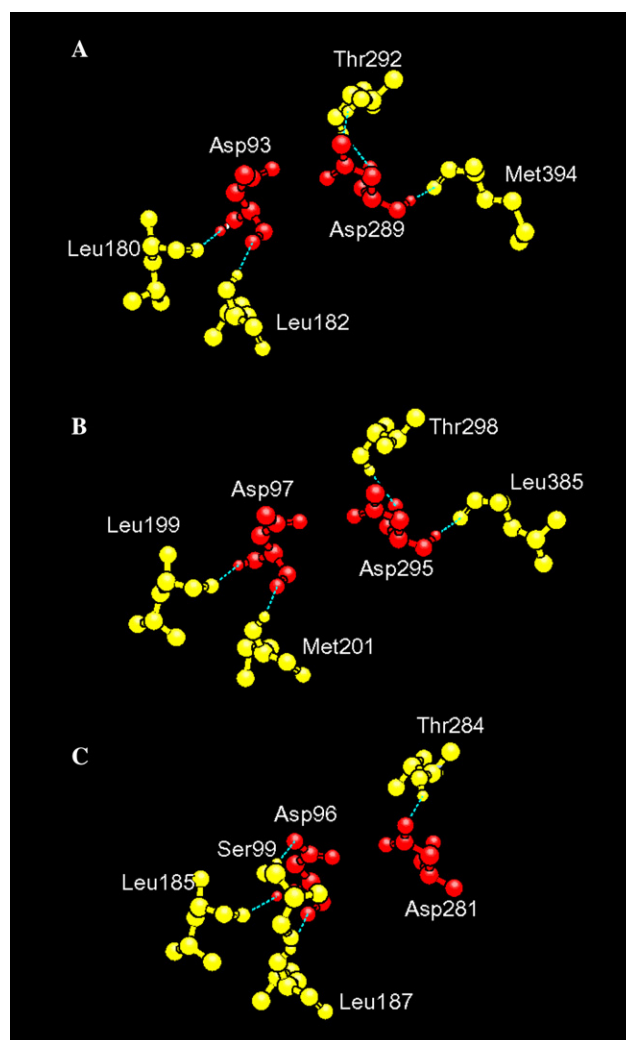 A
Thr292
Asp93
Met394
Asp289
Leu180
Leu182
B
Thr298
Asp97
Leu385
Leu199
Asp295
Met201
C
Thr284
Asp96
Ser99
Leu185
Asp281
Leu187